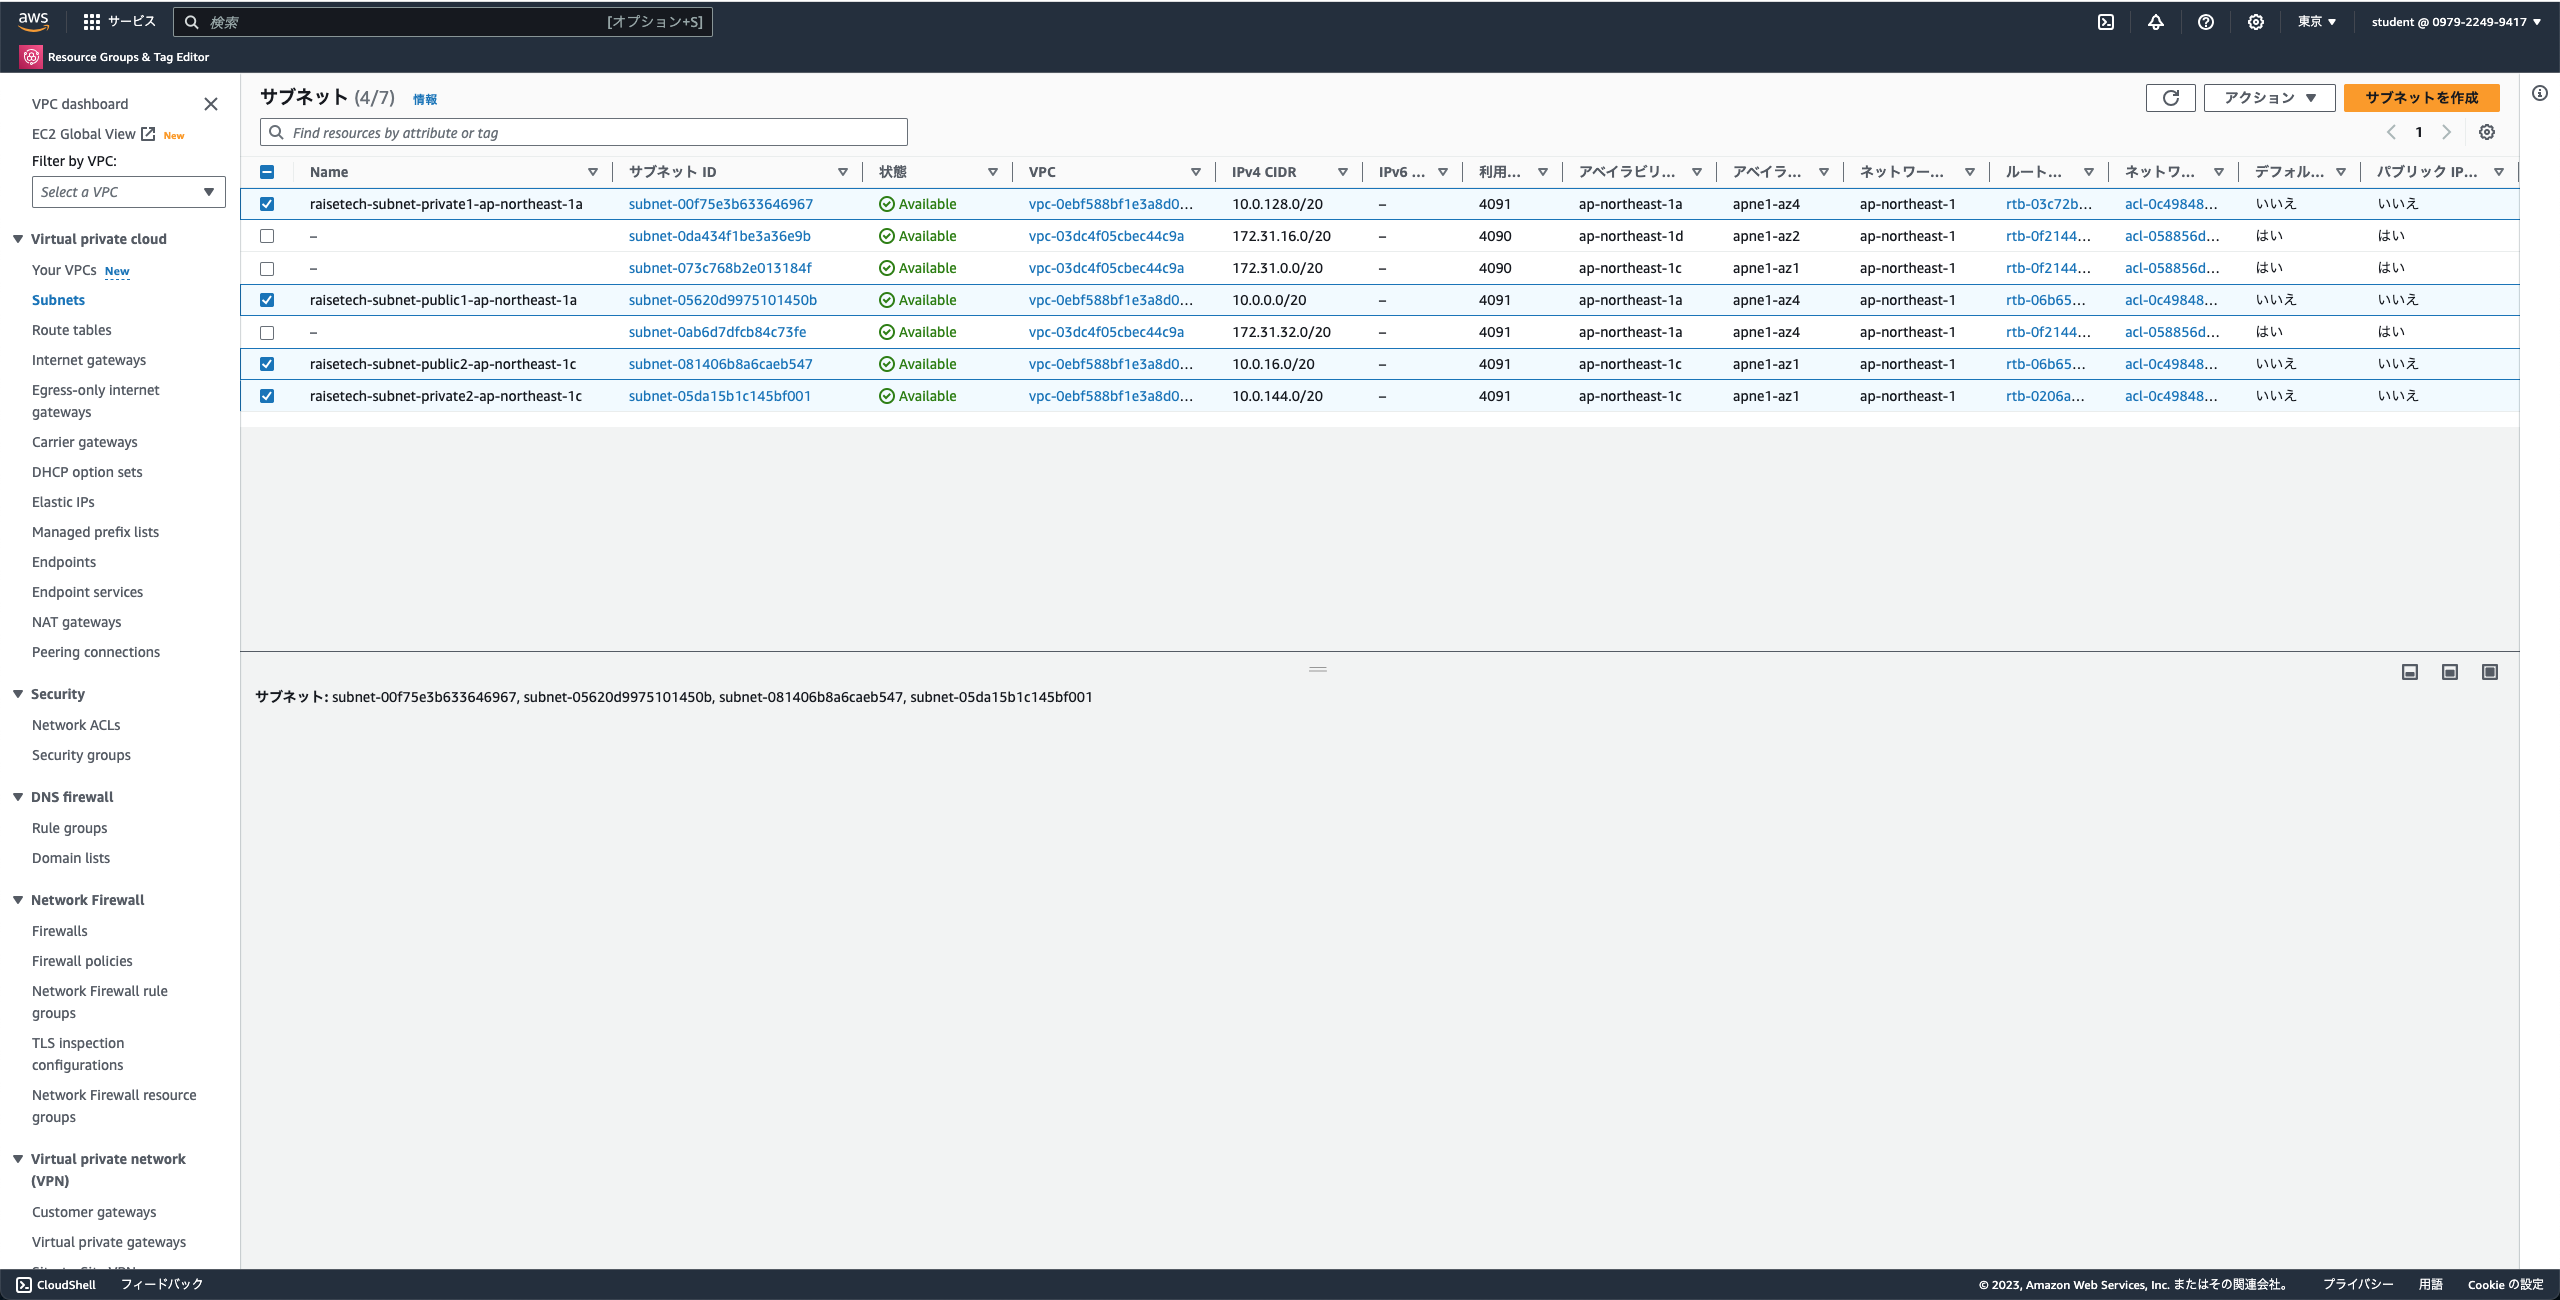 aws サービス 検索 [オプション+S] 東京 ▼ student @ 0979-2249-9417 ▼
Resource Groups & Tag Editor
VPC dashboard
EC2 Global View New
Filter by VPC:
Select a VPC
Virtual private cloud
Your VPCs New
Subnets
Route tables
Internet gateways
Egress-only internet
gateways
Carrier gateways
DHCP option sets
Elastic IPs
Managed prefix lists
Endpoints
Endpoint services
NAT gateways
Peering connections
Security
Network ACLs
Security groups
DNS firewall
Rule groups
Domain lists
Network Firewall
Firewalls
Firewall policies
Network Firewall rule
groups
TLS inspection
configurations
Network Firewall resource
groups
Virtual private network
(VPN)
Customer gateways
Virtual private gateways
サブネット (4/7) 情報 アクション ▼ サブネットを作成
Find resources by attribute or tag 1
Name サブネット ID 状態 VPC IPv4 CIDR IPv6 ... 利用... アベイラビリ... アベイラ... ネットワー... ルート... ネットワ... デフォル... パブリック IP...
raisetech-subnet-private1-ap-northeast-1a subnet-00f75e3b633646967 Available vpc-0ebf588bf1e3a8d0... 10.0.128.0/20 – 4091 ap-northeast-1a apne1-az4 ap-northeast-1 rtb-03c72b... acl-0c49848... いいえ いいえ
– subnet-0da434f1be3a36e9b Available vpc-03dc4f05cbec44c9a 172.31.16.0/20 – 4090 ap-northeast-1d apne1-az2 ap-northeast-1 rtb-0f2144... acl-058856d... はい はい
– subnet-073c768b2e013184f Available vpc-03dc4f05cbec44c9a 172.31.0.0/20 – 4090 ap-northeast-1c apne1-az1 ap-northeast-1 rtb-0f2144... acl-058856d... はい はい
raisetech-subnet-public1-ap-northeast-1a subnet-05620d9975101450b Available vpc-0ebf588bf1e3a8d0... 10.0.0.0/20 – 4091 ap-northeast-1a apne1-az4 ap-northeast-1 rtb-06b65... acl-0c49848... いいえ いいえ
– subnet-0ab6d7dfcb84c73fe Available vpc-03dc4f05cbec44c9a 172.31.32.0/20 – 4091 ap-northeast-1a apne1-az4 ap-northeast-1 rtb-0f2144... acl-058856d... はい はい
raisetech-subnet-public2-ap-northeast-1c subnet-081406b8a6caeb547 Available vpc-0ebf588bf1e3a8d0... 10.0.16.0/20 – 4091 ap-northeast-1c apne1-az1 ap-northeast-1 rtb-06b65... acl-0c49848... いいえ いいえ
raisetech-subnet-private2-ap-northeast-1c subnet-05da15b1c145bf001 Available vpc-0ebf588bf1e3a8d0... 10.0.144.0/20 – 4091 ap-northeast-1c apne1-az1 ap-northeast-1 rtb-0206a... acl-0c49848... いいえ いいえ
サブネット: subnet-00f75e3b633646967, subnet-05620d9975101450b, subnet-081406b8a6caeb547, subnet-05da15b1c145bf001
CloudShell フィードバック © 2023, Amazon Web Services, Inc. またはその関連会社。 プライバシー 用語 Cookie の設定